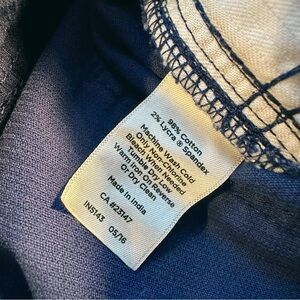 98% Cotton
2% Lycra ® Spandex
Machine Wash Cold
Only Non-Chlorine
Bleach When Needed
Tumble Dry Low
Warm Iron On Reverse
Or Dry Clean
Made in India
CA #23147
IN5143 05/16